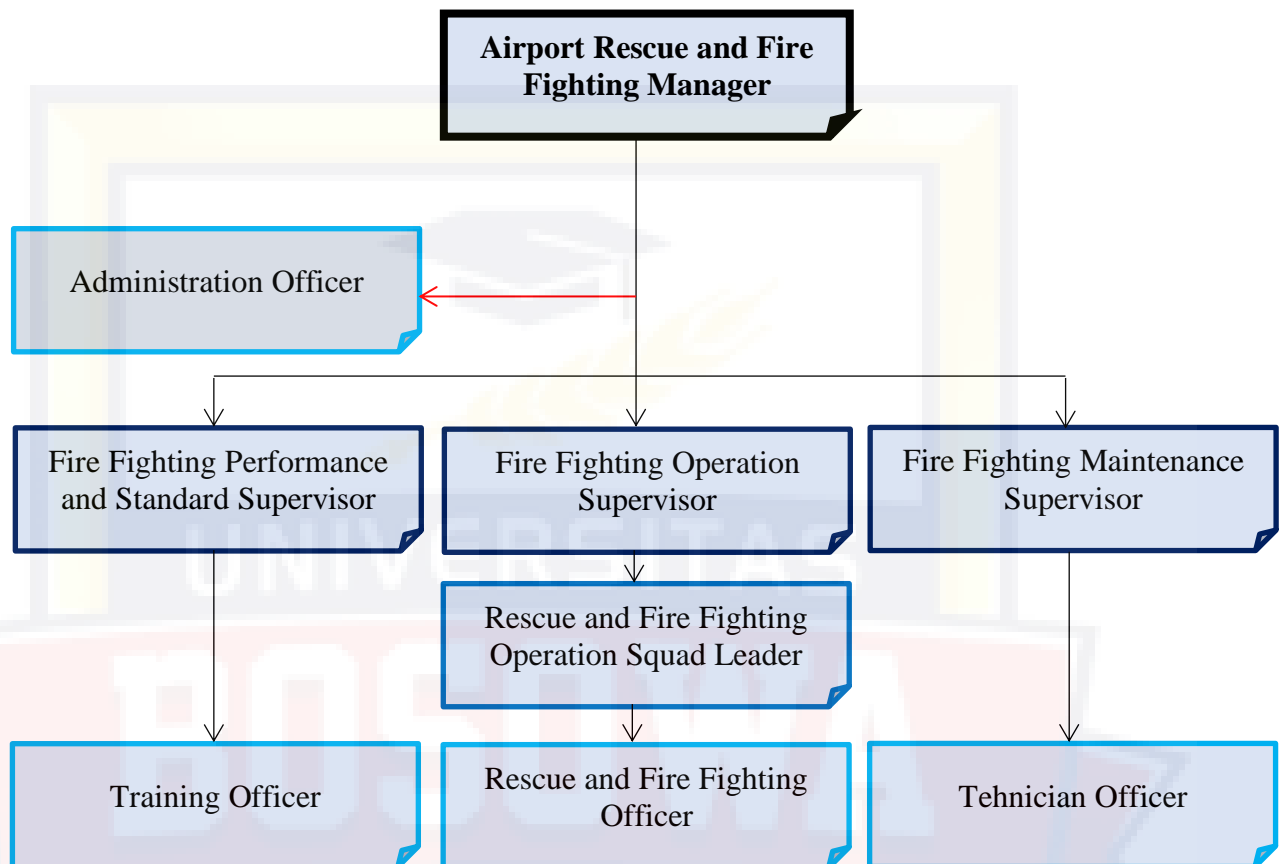 Airport Rescue and Fire
Fighting Manager
Administration Officer
Fire Fighting Performance
and Standard Supervisor
Fire Fighting Operation
Supervisor
Fire Fighting Maintenance
Supervisor
UNIVERSITAS
Rescue and Fire Fighting
Operation Squad Leader
BOSOWA
Training Officer
Rescue and Fire Fighting
Officer
Tehnician Officer